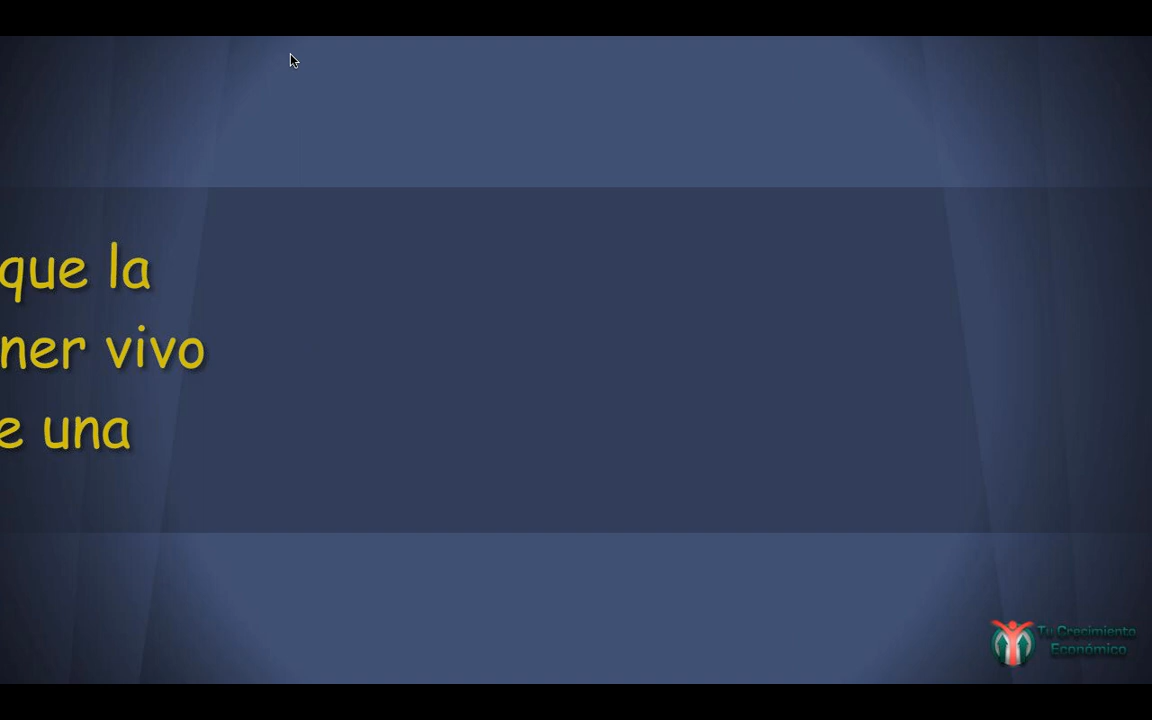 que la
ner vivo
e una
Tu Crecimiento
Económico